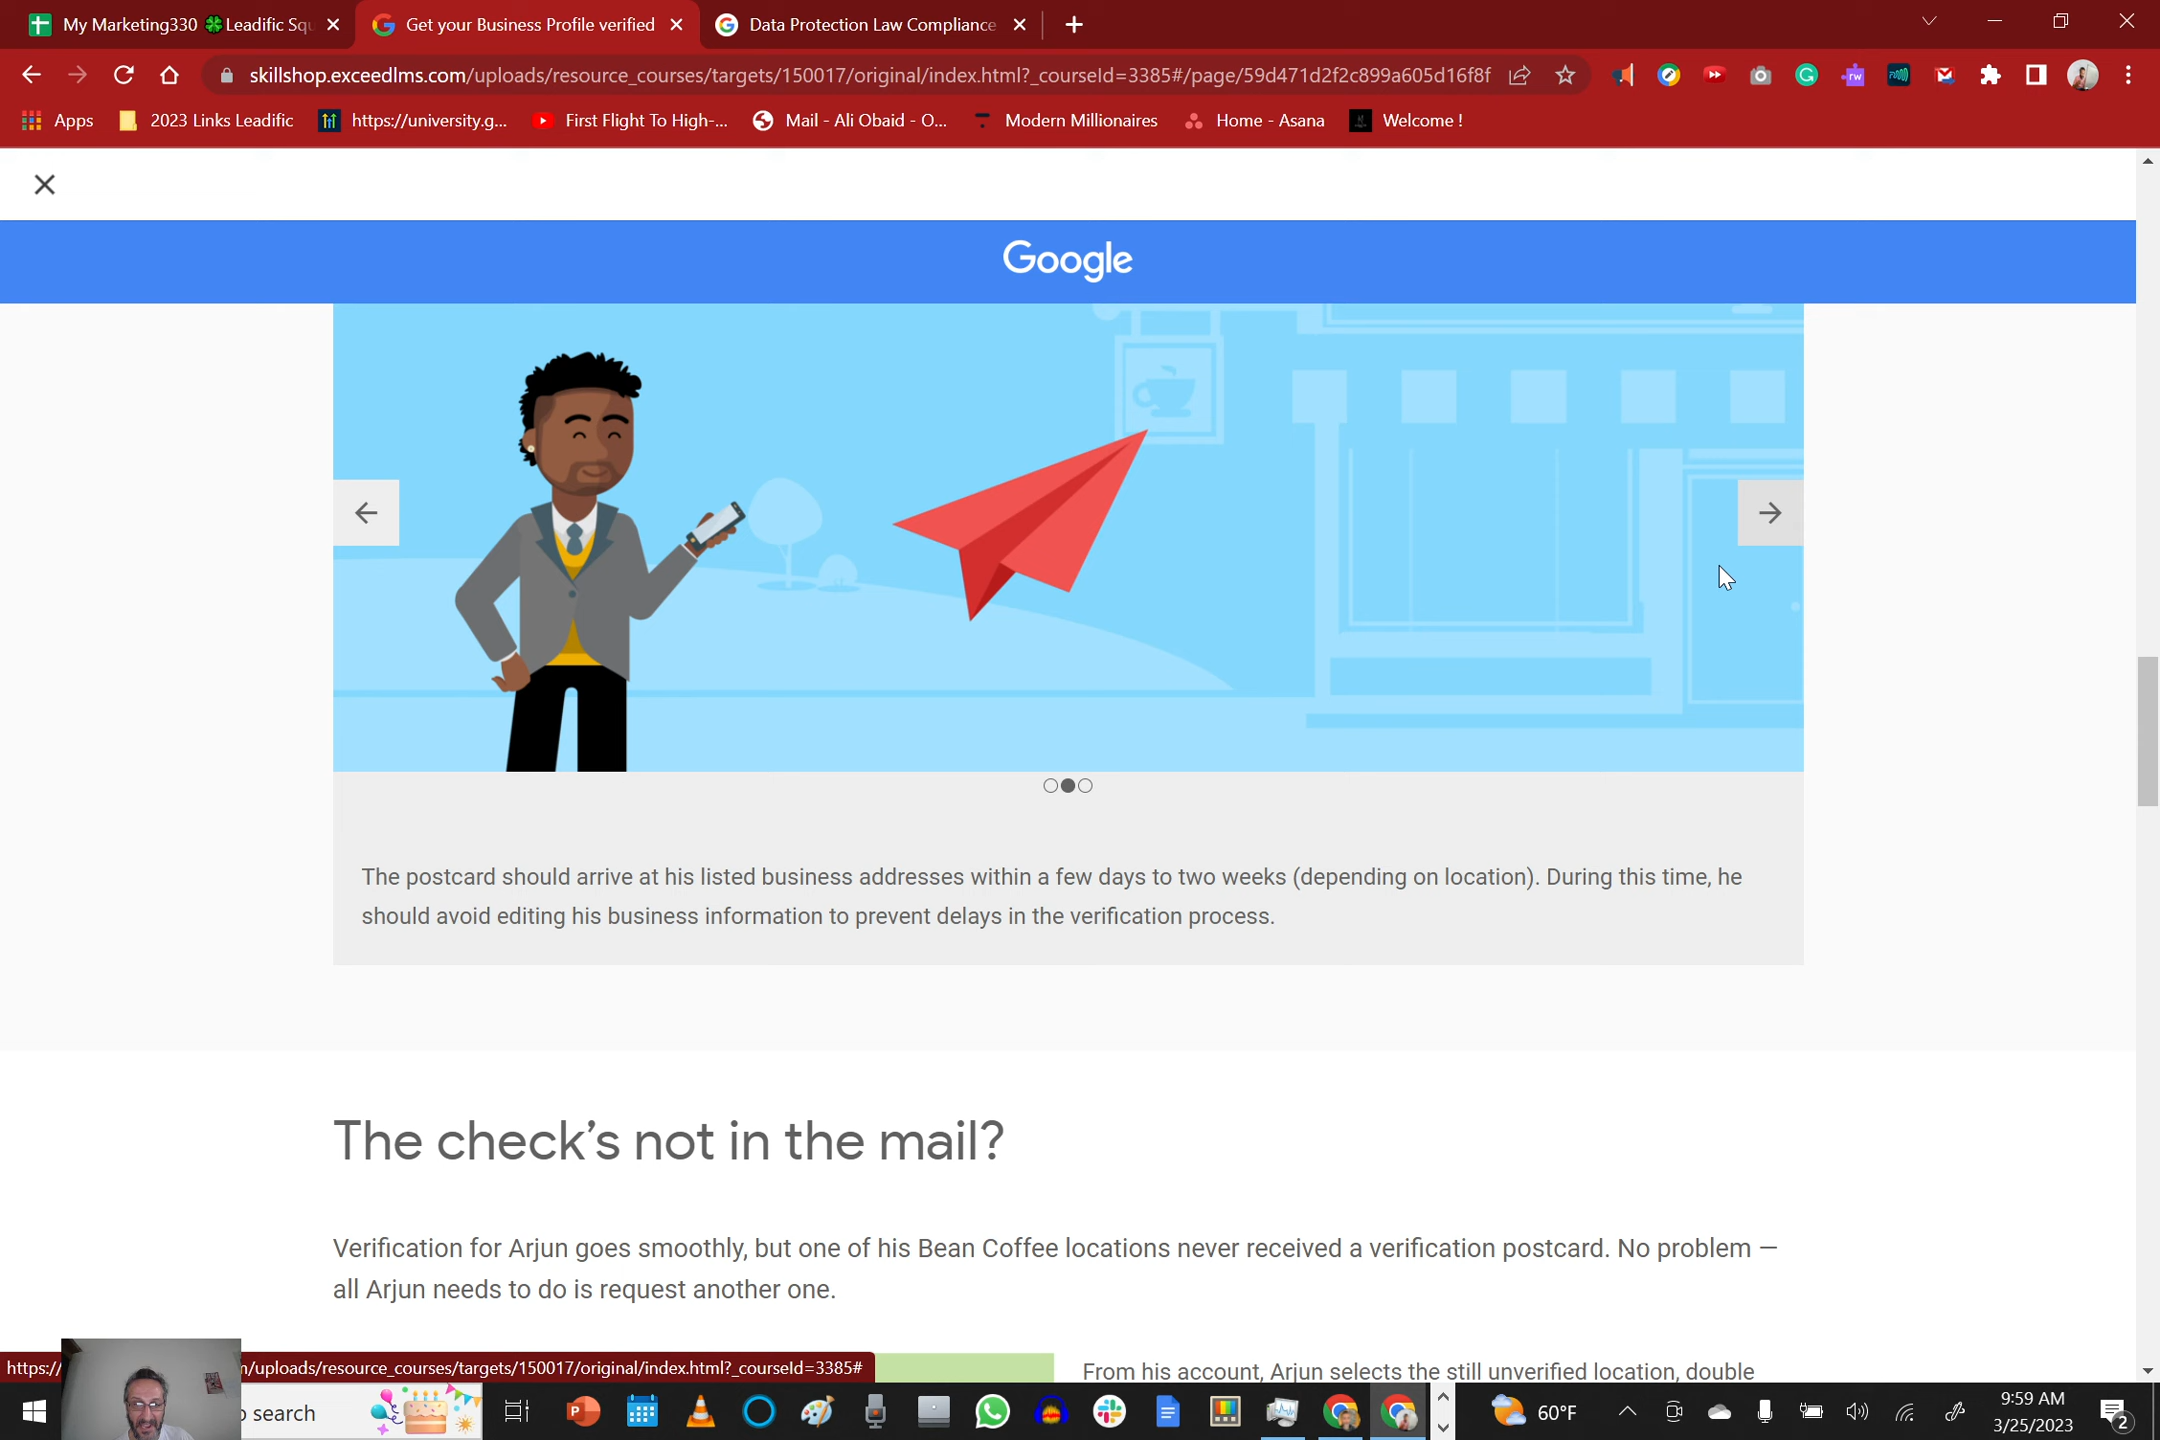 My Marketing330 🍀Leadific Squ
Get your Business Profile verified
Data Protection Law Compliance
skillshop.exceedlms.com/uploads/resource_courses/targets/150017/original/index.html?_courseId=3385#/page/59d471d2f2c899a605d16f8f
Apps
2023 Links Leadific
https://university.g...
First Flight To High-...
Mail - Ali Obaid - O...
Modern Millionaires
Home - Asana
Welcome !
Google
The postcard should arrive at his listed business addresses within a few days to two weeks (depending on location). During this time, he
should avoid editing his business information to prevent delays in the verification process.
The check’s not in the mail?
Verification for Arjun goes smoothly, but one of his Bean Coffee locations never received a verification postcard. No problem —
all Arjun needs to do is request another one.
From his account, Arjun selects the still unverified location, double
https:/
/uploads/resource_courses/targets/150017/original/index.html?_courseId=3385#
search
60°F
9:59 AM
3/25/2023
2